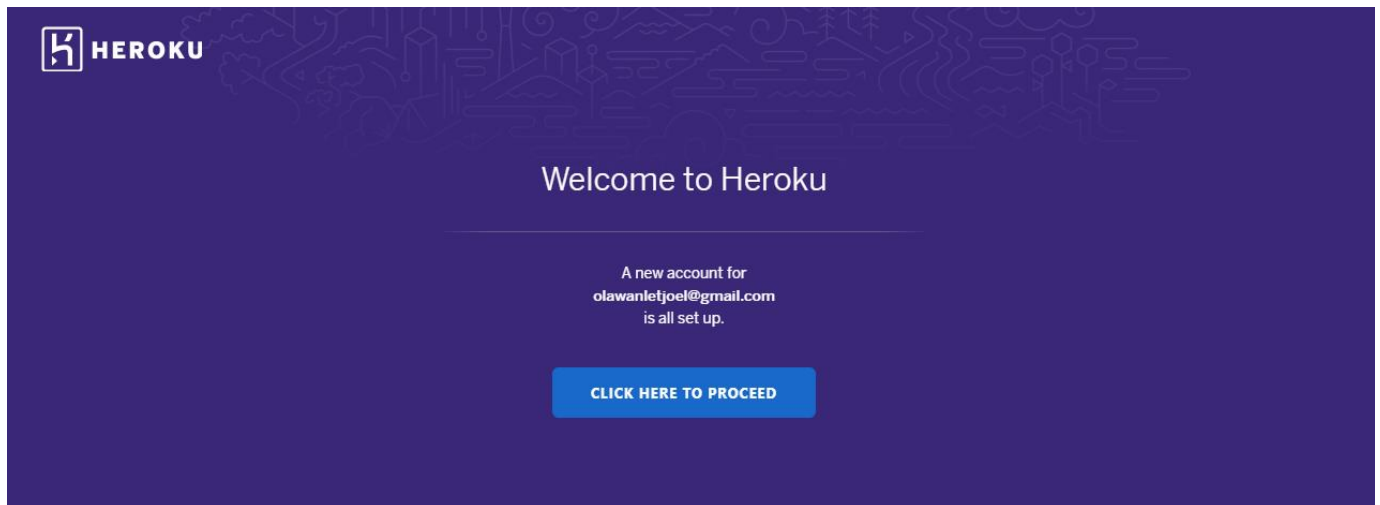 HEROKU
Welcome to Heroku
A new account for
olawanletjoel@gmail.com
is all set up.
CLICK HERE TO PROCEED